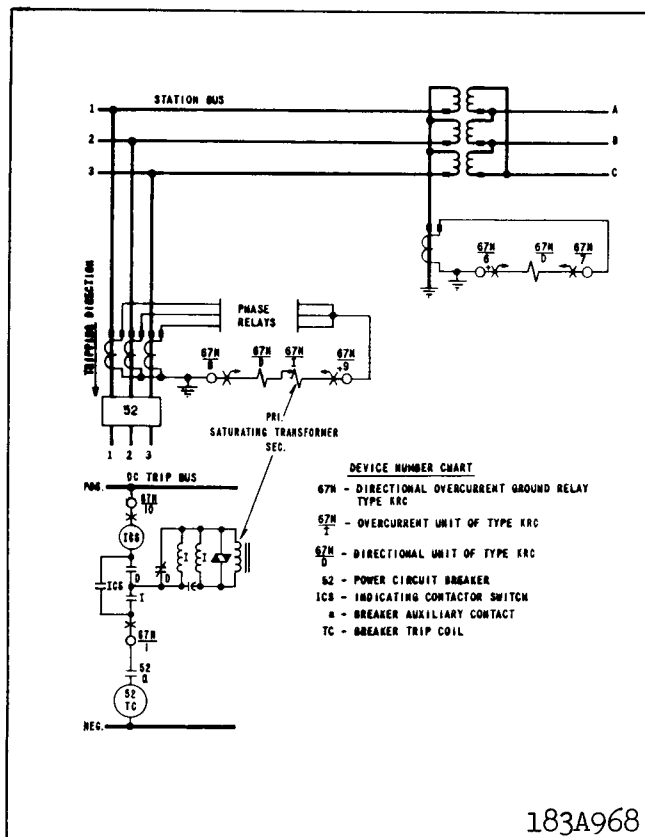 STATION BUS
1
2
3
A
B
C
67N
6
+
67N
D
67N
7
TRIPPING DIRECTION
PHASE
RELAYS
67N
8
67N
D
67N
I
67N
+9
52
1 2 3
PRI.
SATURATING TRANSFORMER
SEC.
DC TRIP BUS
POS.
67N
10
ICS
D
ICS
I
D
I
I
67N
1
52
a
52
TC
NEG.
DEVICE NUMBER CHART
67N - DIRECTIONAL OVERCURRENT GROUND RELAY
TYPE KRC
67N
I - OVERCURRENT UNIT OF TYPE KRC
67N
D - DIRECTIONAL UNIT OF TYPE KRC
52 - POWER CIRCUIT BREAKER
ICS - INDICATING CONTACTOR SWITCH
a - BREAKER AUXILIARY CONTACT
TC - BREAKER TRIP COIL
183A968